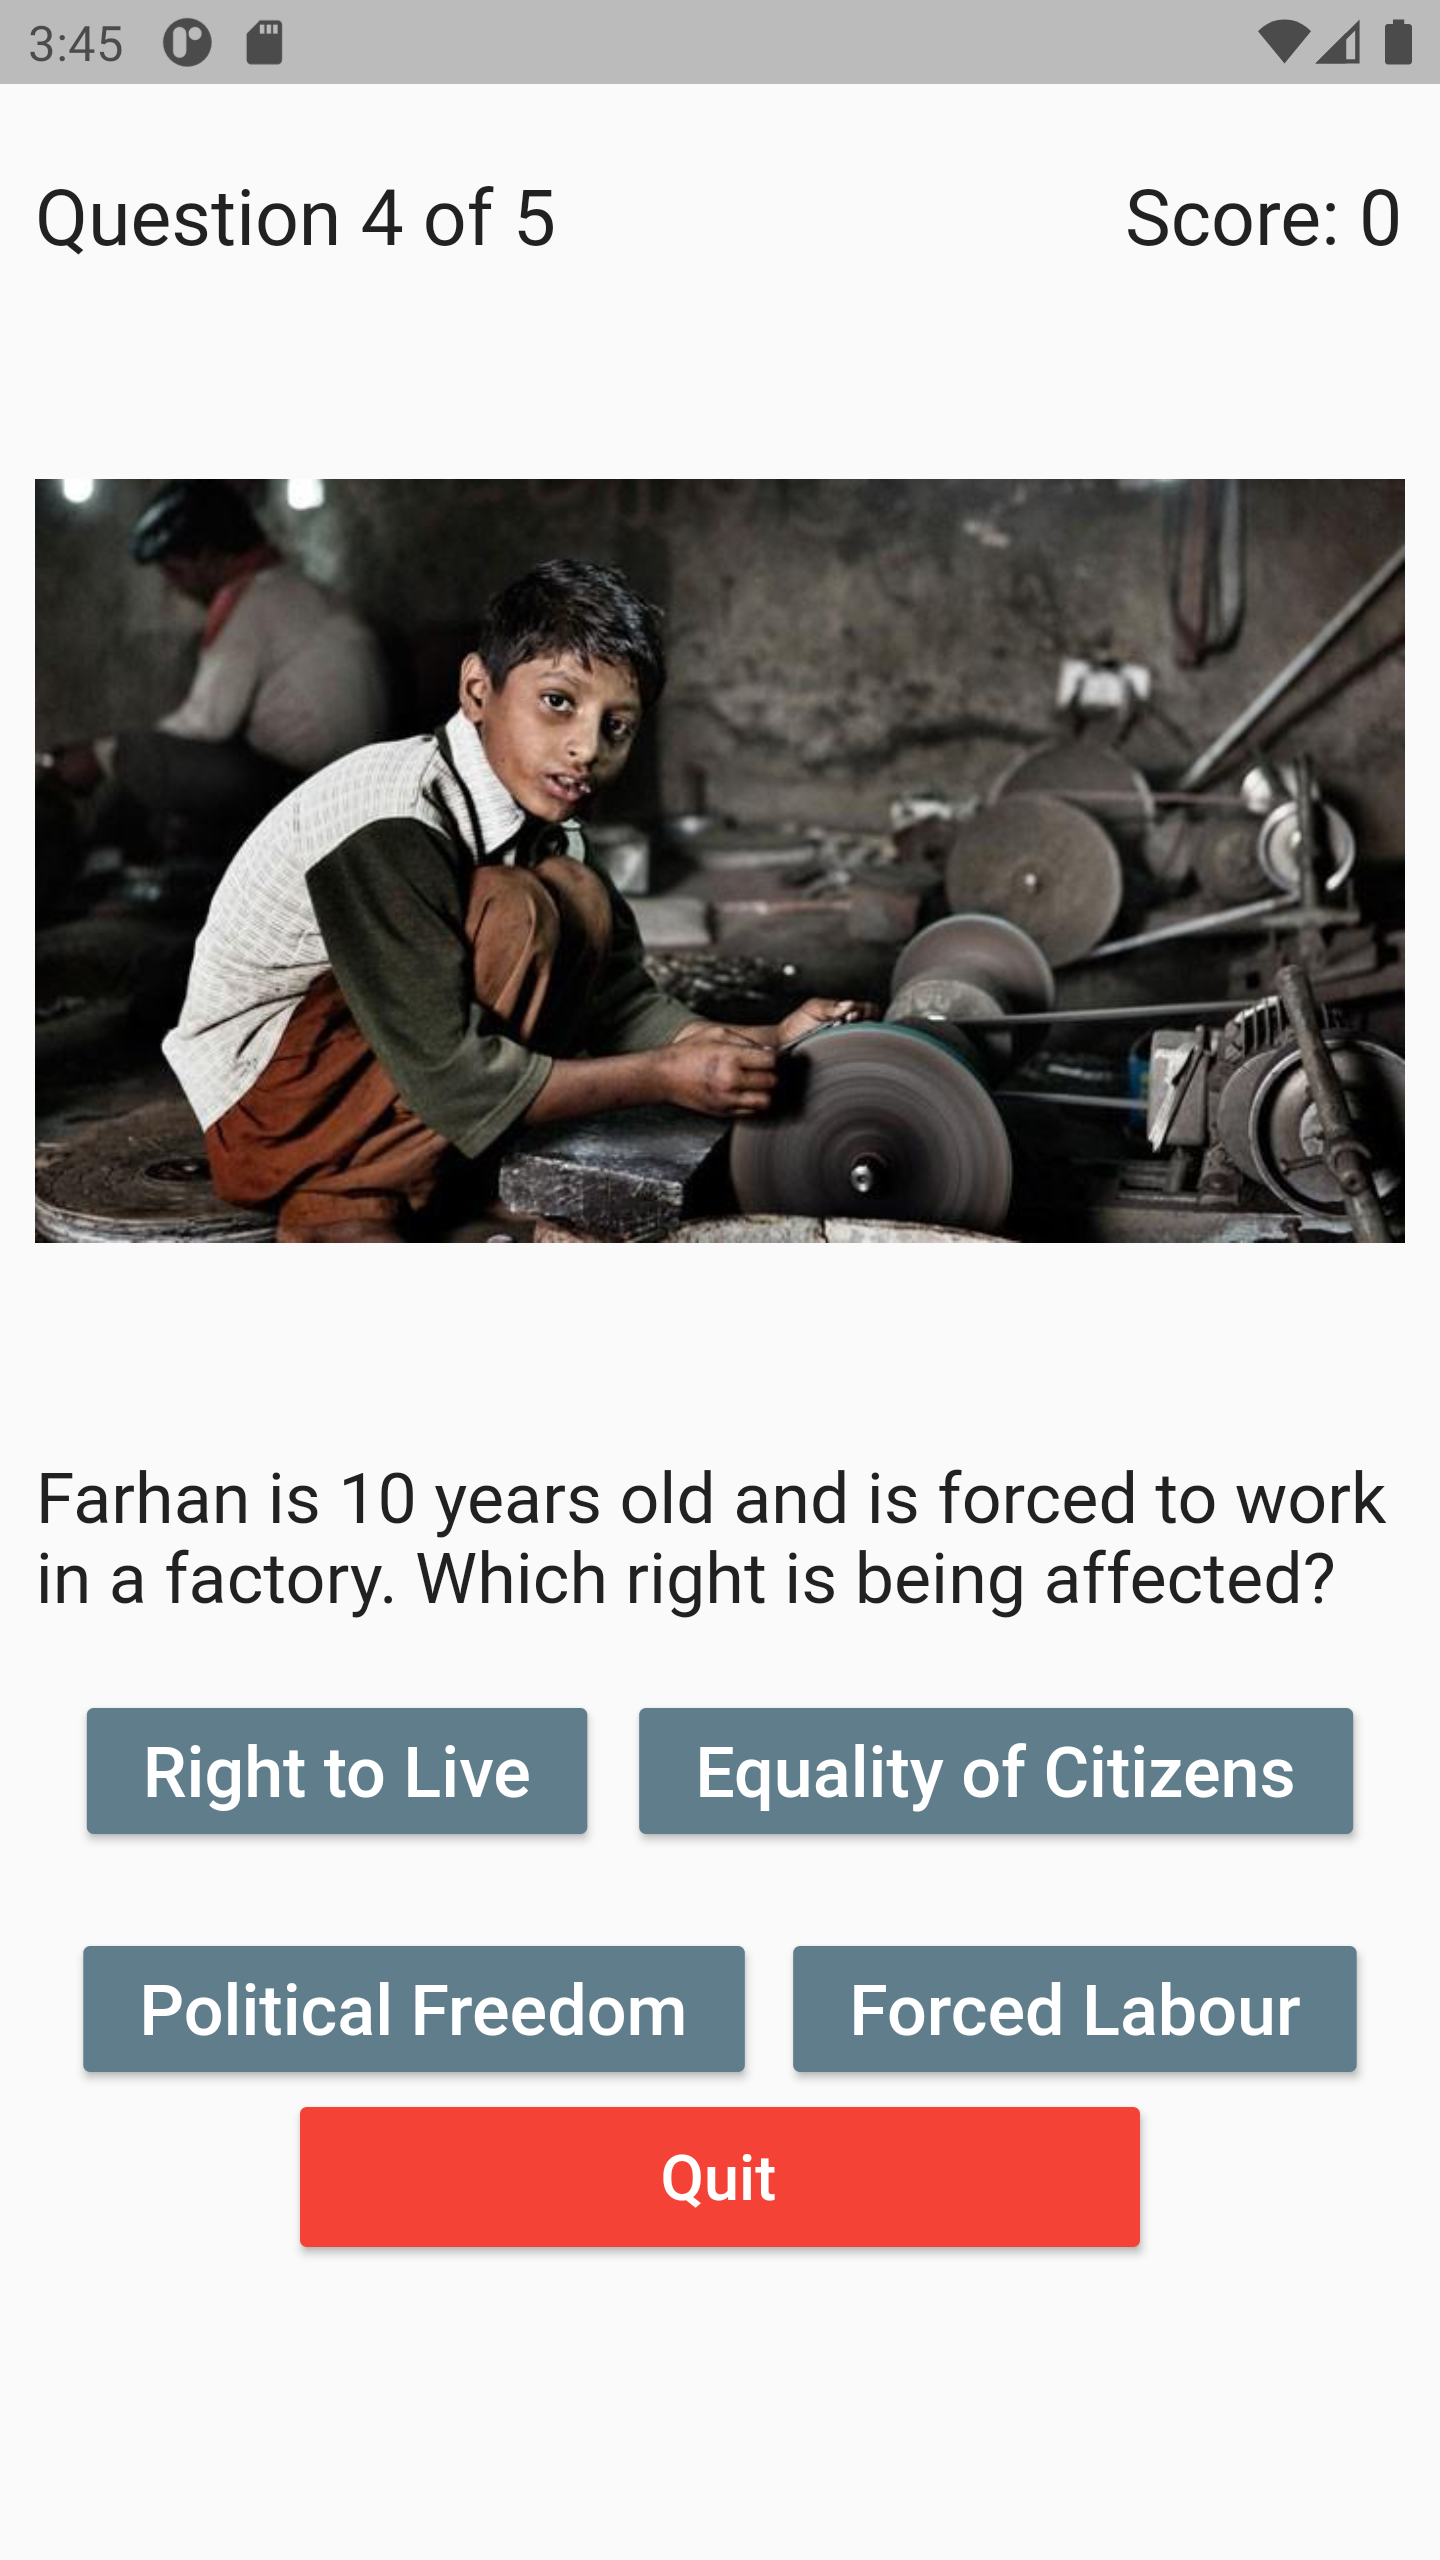 3:45
Question 4 of 5
Score: 0
Farhan is 10 years old and is forced to work
in a factory. Which right is being affected?
Right to Live
Equality of Citizens
Political Freedom
Forced Labour
Quit